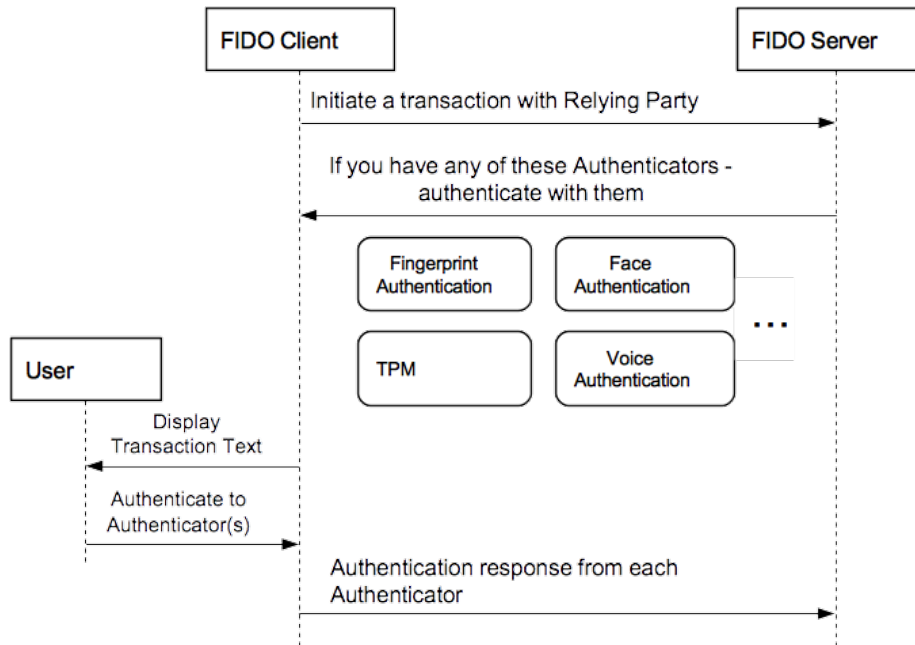 FIDO Client
FIDO Server
Initiate a transaction with Relying Party
If you have any of these Authenticators -
authenticate with them
Fingerprint
Authentication
Face
Authentication
...
TPM
Voice
Authentication
User
Display
Transaction Text
Authenticate to
Authenticator(s)
Authentication response from each
Authenticator